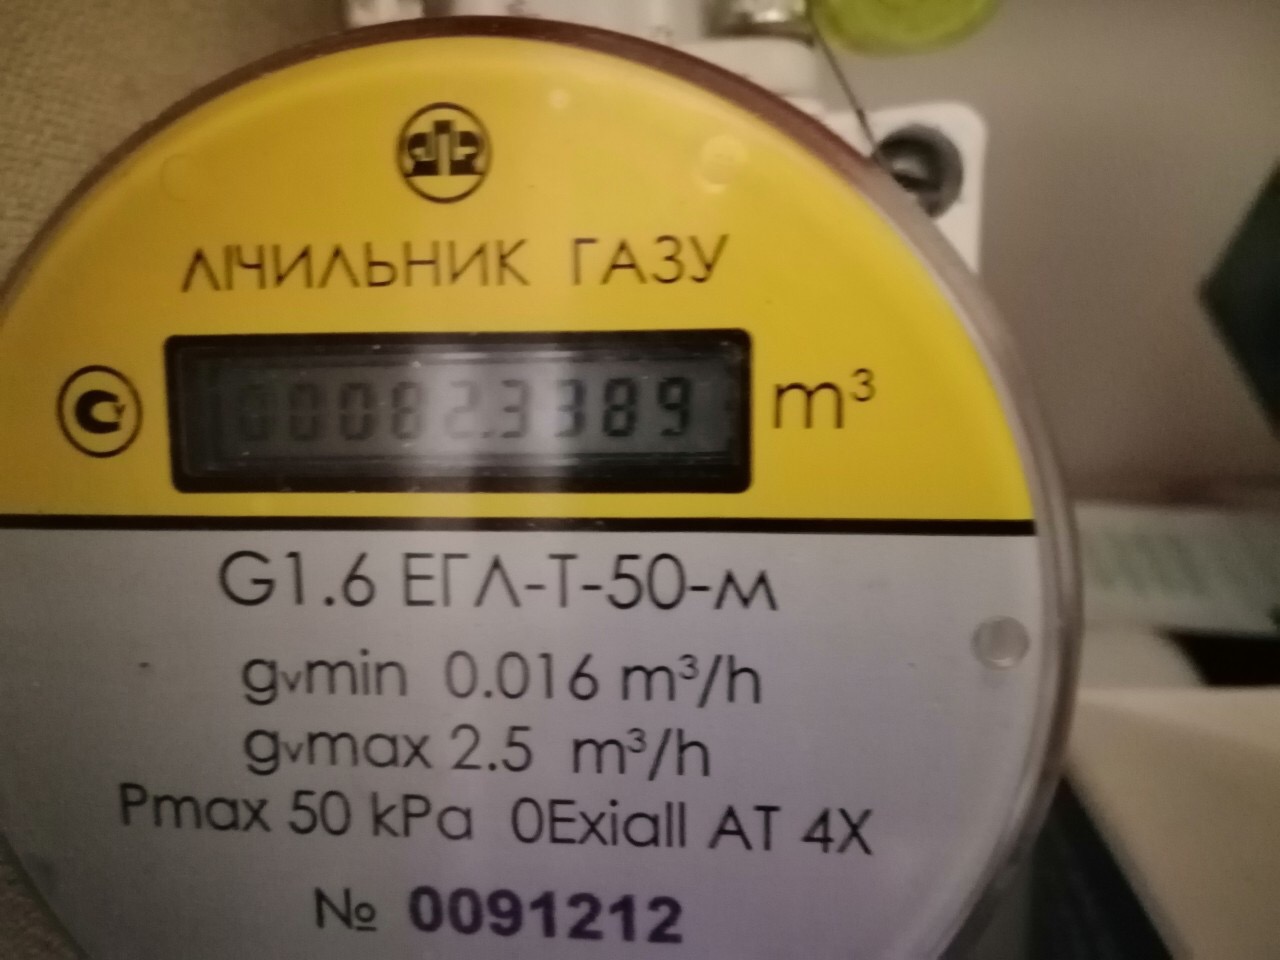 ЛІЧИЛЬНИК ГАЗУ
00082.3389 m³
G1.6 ЕГЛ-Т-50-м
gvmin 0.016 m³/h
gvmax 2.5 m³/h
Pmax 50 kPa 0ExiaII AT 4X
№ 0091212